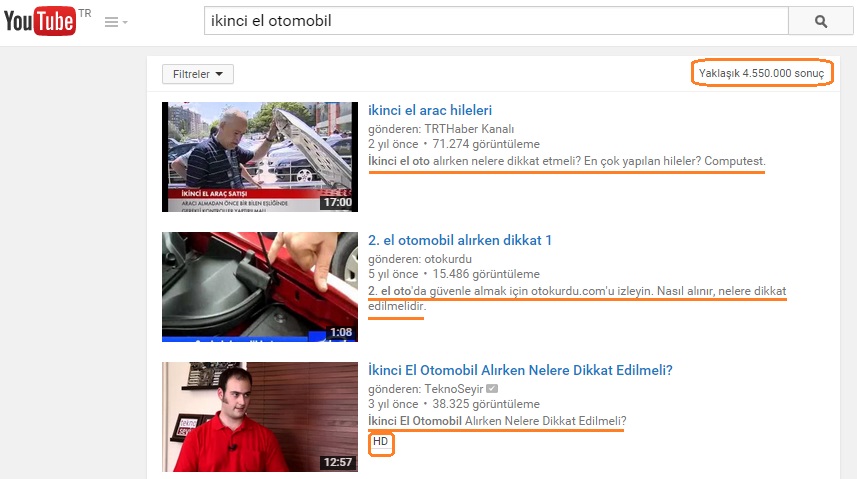 YouTube TR
ikinci el otomobil
Filtreler
Yaklaşık 4.550.000 sonuç
ikinci el arac hileleri
gönderen: TRTHaber Kanalı
2 yıl önce • 71.274 görüntüleme
İkinci el oto alırken nelere dikkat etmeli? En çok yapılan hileler? Computest.
İKİNCİ EL ARAÇ SATIŞI
ARACI ALMADAN ÖNCE BİR BİLEN EŞLİĞİNDE
17:00
2. el otomobil alırken dikkat 1
gönderen: otokurdu
5 yıl önce • 15.486 görüntüleme
2. el oto'da güvenle almak için otokurdu.com'u izleyin. Nasıl alınır, nelere dikkat
edilmelidir.
1:08
İkinci El Otomobil Alırken Nelere Dikkat Edilmeli?
gönderen: TeknoSeyir
3 yıl önce • 38.325 görüntüleme
İkinci El Otomobil Alırken Nelere Dikkat Edilmeli?
HD
12:57